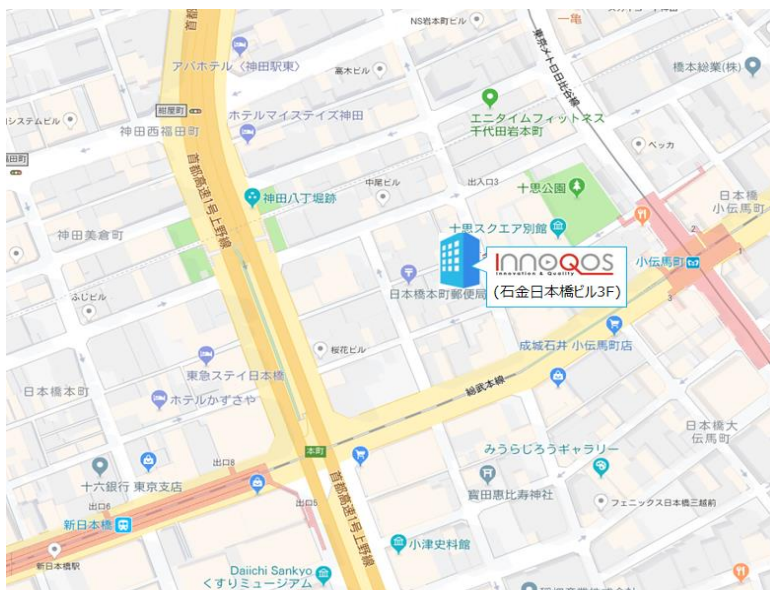 首都
NS岩本町ビル
一亀
アパホテル〈神田駅東〉
高木ビル
東京メトロ日比谷線
橋本総業(株)
紺屋町
システムビル
ホテルマイステイズ神田
エニタイムフィットネス
千代田岩本町
神田西福田町
ベッカ
福田町
首都高速1号上野線
中尾ビル
出入口3
十思公園
神田八丁堀跡
日本橋
小伝馬町
十思スクエア別館
神田美倉町
INNOQOS
Innovation & Quality
(石金日本橋ビル3F)
小伝馬町
2
1
3
日本橋本町郵便局
ふじビル
成城石井 小伝馬町店
桜花ビル
東急ステイ日本橋
総武本線
日本橋本町
ホテルかずさや
日本橋大
伝馬町
本町
みうらじろうギャラリー
出口8
十六銀行 東京支店
首都高速1号上野線
寶田恵比寿神社
出口6
出口5
フェニックス日本橋三越前
新日本橋
小津史料館
新日本橋駅
Daiichi Sankyo
くすりミュージアム